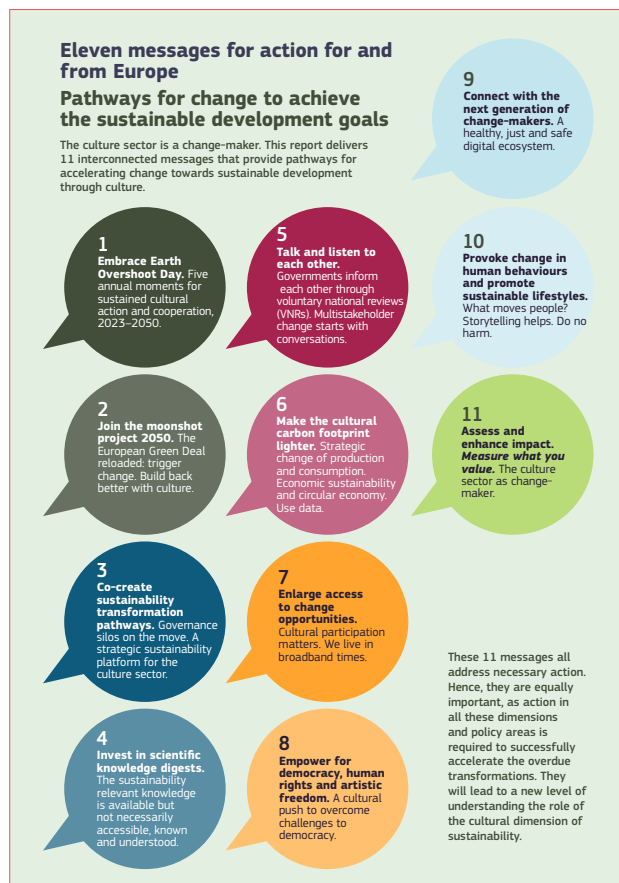 Eleven messages for action for and
from Europe
Pathways for change to achieve
the sustainable development goals
The culture sector is a change-maker. This report delivers
11 interconnected messages that provide pathways for
accelerating change towards sustainable development
through culture.
1
Embrace Earth
Overshoot Day. Five
annual moments for
sustained cultural
action and cooperation,
2023–2050.
2
Join the moonshot
project 2050. The
European Green Deal
reloaded: trigger
change. Build back
better with culture.
3
Co-create
sustainability
transformation
pathways. Governance
silos on the move. A
strategic sustainability
platform for the
culture sector.
4
Invest in scientific
knowledge digests.
The sustainability
relevant knowledge
is available but
not necessarily
accessible, known
and understood.
5
Talk and listen to
each other.
Governments inform
each other through
voluntary national reviews
(VNRs). Multistakeholder
change starts with
conversations.
6
Make the cultural
carbon footprint
lighter. Strategic
change of production
and consumption.
Economic sustainability
and circular economy.
Use data.
7
Enlarge access
to change
opportunities.
Cultural participation
matters. We live in
broadband times.
8
Empower for
democracy, human
rights and artistic
freedom. A cultural
push to overcome
challenges to
democracy.
9
Connect with the
next generation of
change-makers. A
healthy, just and safe
digital ecosystem.
10
Provoke change in
human behaviours
and promote
sustainable lifestyles.
What moves people?
Storytelling helps. Do no
harm.
11
Assess and
enhance impact.
Measure what you
value. The culture
sector as change-
maker.
These 11 messages all
address necessary action.
Hence, they are equally
important, as action in
all these dimensions
and policy areas is
required to successfully
accelerate the overdue
transformations. They
will lead to a new level of
understanding the role of
the cultural dimension of
sustainability.